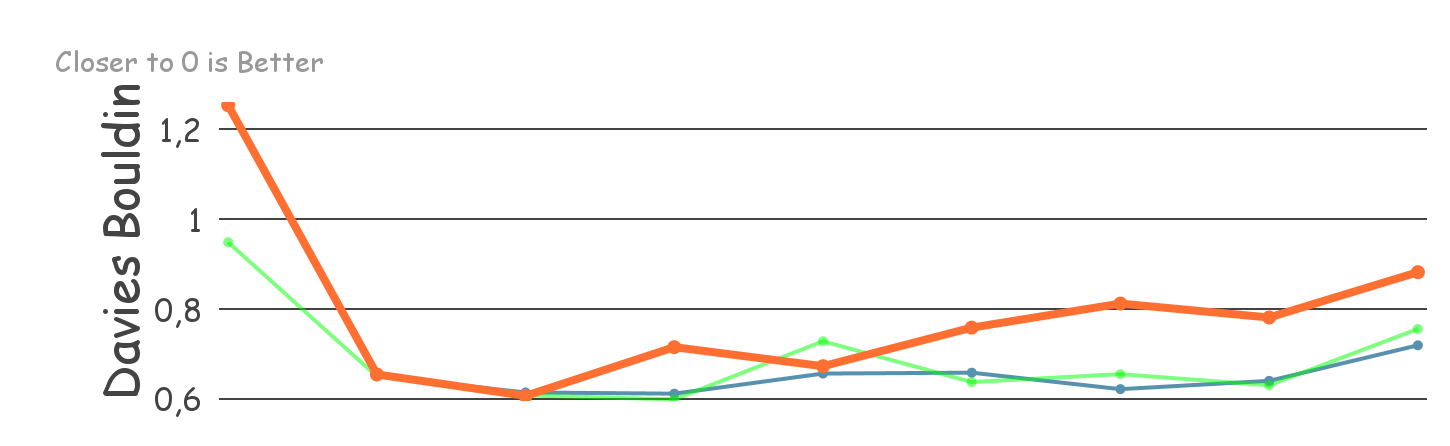 Closer to 0 is Better
Davies Bouldin
1,2
1
0,8
0,6